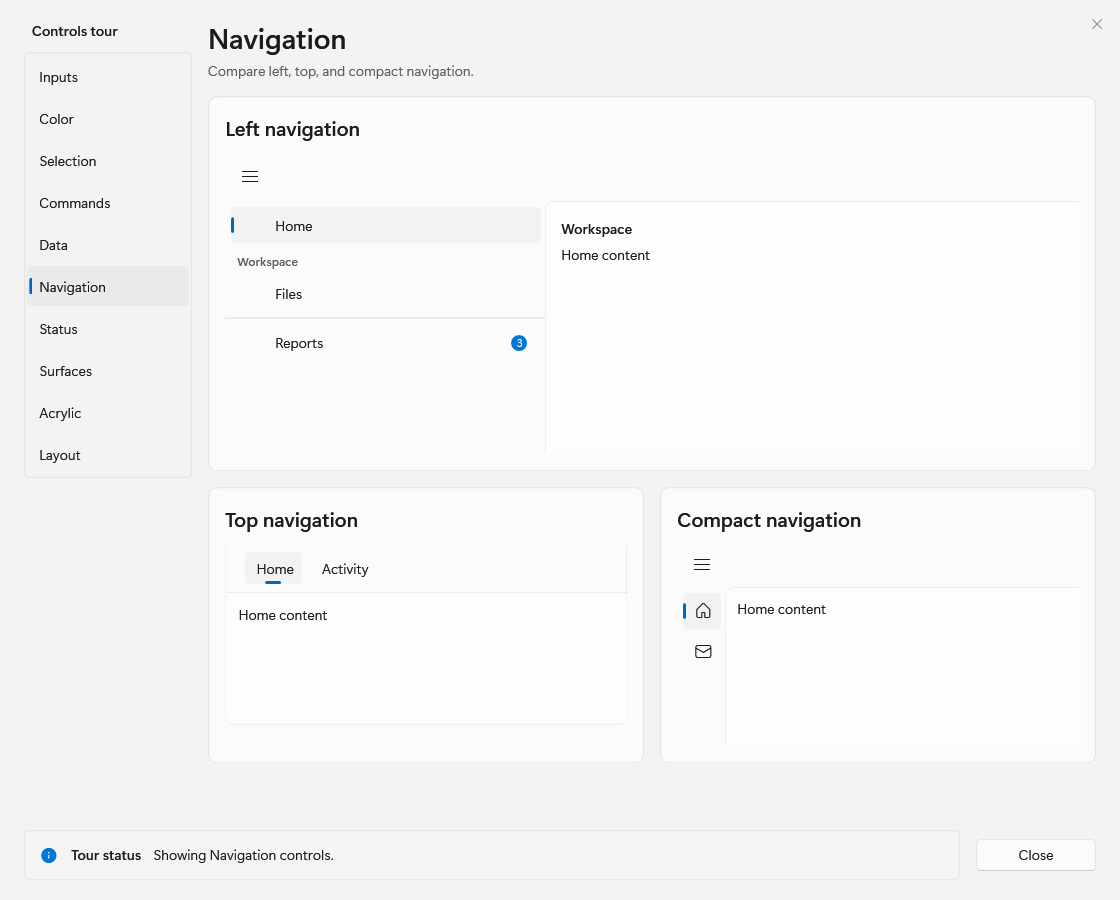 Controls tour
Inputs
Color
Selection
Commands
Data
Navigation
Status
Surfaces
Acrylic
Layout
Navigation
Compare left, top, and compact navigation.
Left navigation
Home
Workspace
Files
Reports
3
Workspace
Home content
Top navigation
Home Activity
Home content
Compact navigation
Home content
Tour status Showing Navigation controls.
Close